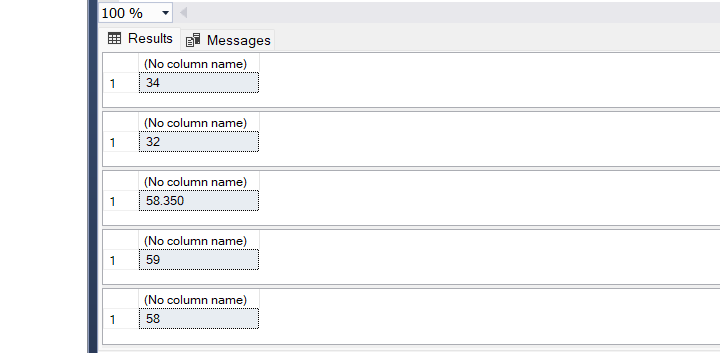 100 %
Results Messages
(No column name)
1 34
(No column name)
1 32
(No column name)
1 58.350
(No column name)
1 59
(No column name)
1 58